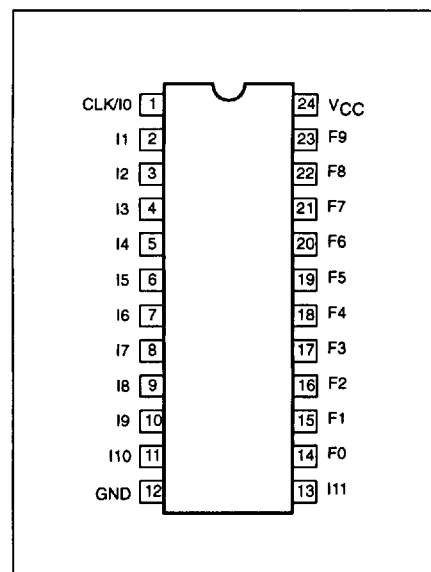 CLK/I0 1 24 VCC
I1 2 23 F9
I2 3 22 F8
I3 4 21 F7
I4 5 20 F6
I5 6 19 F5
I6 7 18 F4
I7 8 17 F3
I8 9 16 F2
I9 10 15 F1
I10 11 14 F0
GND 12 13 I11